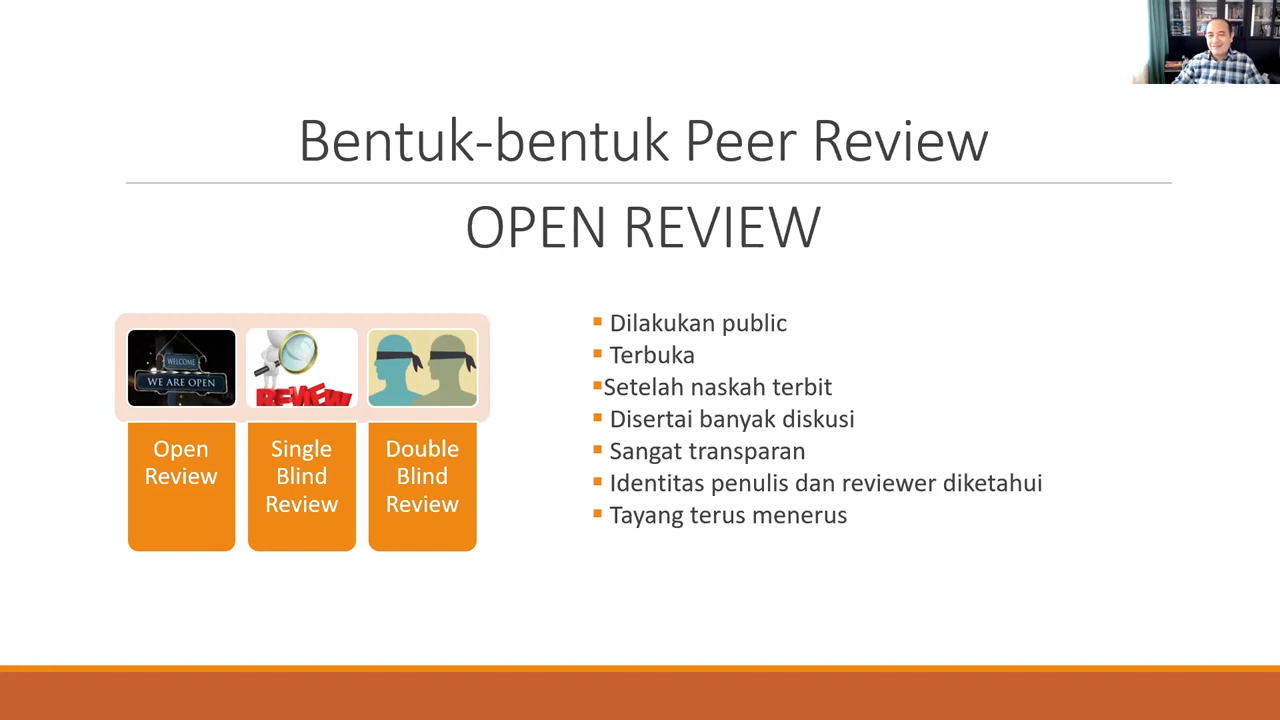 Bentuk-bentuk Peer Review
OPEN REVIEW
WELCOME
WE ARE OPEN
REVIEW
Open
Review
Single
Blind
Review
Double
Blind
Review
Dilakukan public
Terbuka
Setelah naskah terbit
Disertai banyak diskusi
Sangat transparan
Identitas penulis dan reviewer diketahui
Tayang terus menerus